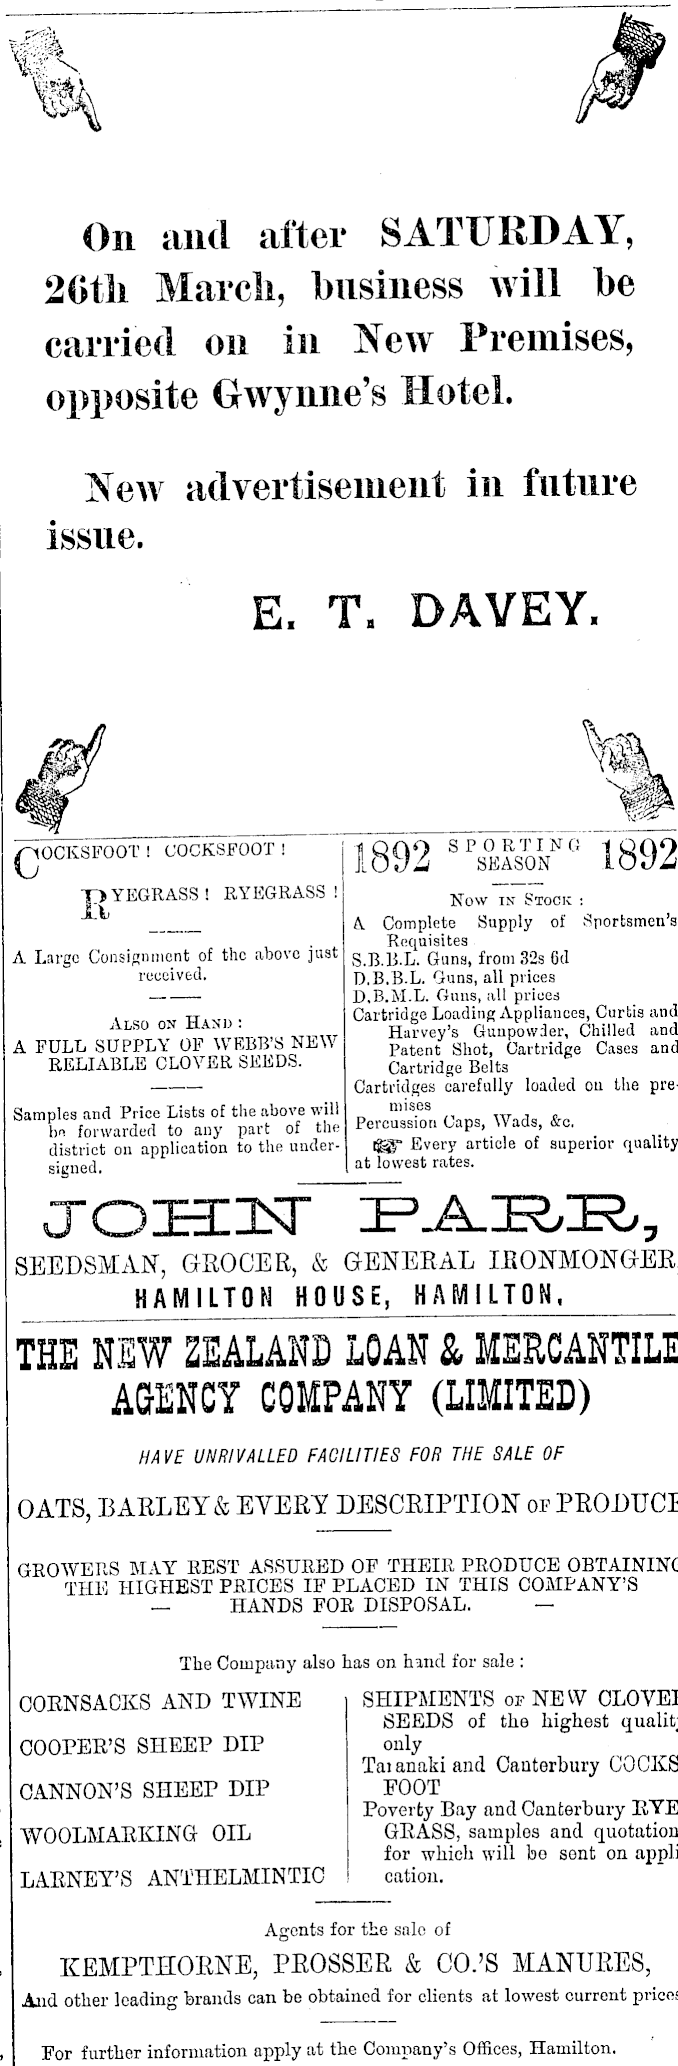 On and after SATURDAY,
26th March, business will be
carried on in New Premises,
opposite Gwynne's Hotel.
New advertisement in future
issue.
E. T. DAVEY.
COCKSFOOT! COCKSFOOT!
RYEGRASS! RYEGRASS!
A Large Consignment of the above just
received.
ALSO ON HAND:
A FULL SUPPLY OF WEBB'S NEW
RELIABLE CLOVER SEEDS.
Samples and Price Lists of the above will
be forwarded to any part of the
district on application to the under-
signed.
1892 SPORTING SEASON 1892
NOW IN STOCK:
A Complete Supply of Sportsmen's
Requisites
S.B.B.L. Guns, from 32s 6d
D.B.B.L. Guns, all prices
D.B.M.L. Guns, all prices
Cartridge Loading Appliances, Curtis and
Harvey's Gunpowder, Chilled and
Patent Shot, Cartridge Cases and
Cartridge Belts
Cartridges carefully loaded on the pre-
mises
Percussion Caps, Wads, &c.
☞ Every article of superior quality
at lowest rates.
JOHN PARR,
SEEDSMAN, GROCER, & GENERAL IRONMONGER,
HAMILTON HOUSE, HAMILTON.
THE NEW ZEALAND LOAN & MERCANTILE
AGENCY COMPANY (LIMITED)
HAVE UNRIVALLED FACILITIES FOR THE SALE OF
OATS, BARLEY & EVERY DESCRIPTION OF PRODUCE
GROWERS MAY REST ASSURED OF THEIR PRODUCE OBTAINING
THE HIGHEST PRICES IF PLACED IN THIS COMPANY'S
— HANDS FOR DISPOSAL. —
The Company also has on hand for sale:
CORNSACKS AND TWINE
COOPER'S SHEEP DIP
CANNON'S SHEEP DIP
WOOLMARKING OIL
LARNEY'S ANTHELMINTIC
SHIPMENTS OF NEW CLOVER
SEEDS of the highest quality
only
Taranaki and Canterbury COCKS
FOOT
Poverty Bay and Canterbury RYE
GRASS, samples and quotation
for which will be sent on appli
cation.
Agents for the sale of
KEMPTHORNE, PROSSER & CO.'S MANURES,
And other leading brands can be obtained for clients at lowest current prices
For further information apply at the Company's Offices, Hamilton.